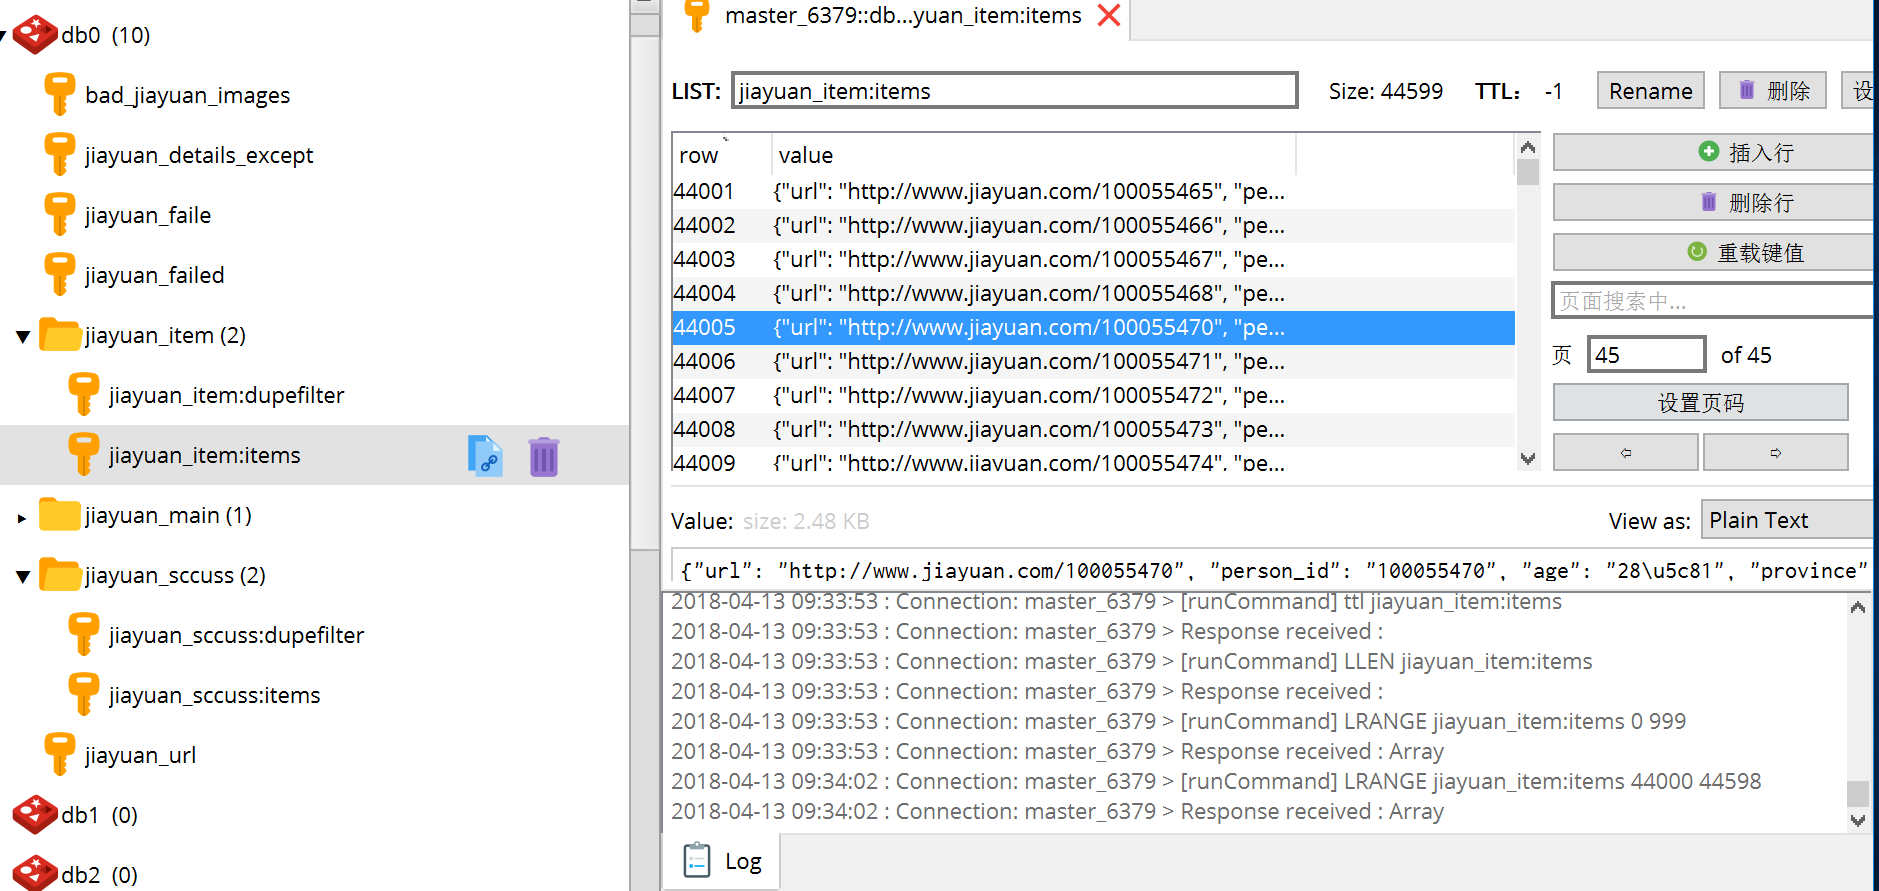 db0 (10)
bad_jiayuan_images
jiayuan_details_except
jiayuan_faile
jiayuan_failed
jiayuan_item (2)
jiayuan_item:dupefilter
jiayuan_item:items
jiayuan_main (1)
jiayuan_sccuss (2)
jiayuan_sccuss:dupefilter
jiayuan_sccuss:items
jiayuan_url
db1 (0)
db2 (0)
master_6379::db...yuan_item:items
LIST: jiayuan_item:items Size: 44599 TTL: -1 Rename 删除 设
row value
44001 {"url": "http://www.jiayuan.com/100055465", "pe...
44002 {"url": "http://www.jiayuan.com/100055466", "pe...
44003 {"url": "http://www.jiayuan.com/100055467", "pe...
44004 {"url": "http://www.jiayuan.com/100055468", "pe...
44005 {"url": "http://www.jiayuan.com/100055470", "pe...
44006 {"url": "http://www.jiayuan.com/100055471", "pe...
44007 {"url": "http://www.jiayuan.com/100055472", "pe...
44008 {"url": "http://www.jiayuan.com/100055473", "pe...
44009 {"url": "http://www.jiayuan.com/100055474", "pe...
插入行
删除行
重载键值
页面搜索中...
页 45 of 45
设置页码
Value: size: 2.48 KB View as: Plain Text
{"url": "http://www.jiayuan.com/100055470", "person_id": "100055470", "age": "28\u5c81", "province"
2018-04-13 09:33:53 : Connection: master_6379 > [runCommand] ttl jiayuan_item:items
2018-04-13 09:33:53 : Connection: master_6379 > Response received :
2018-04-13 09:33:53 : Connection: master_6379 > [runCommand] LLEN jiayuan_item:items
2018-04-13 09:33:53 : Connection: master_6379 > Response received :
2018-04-13 09:33:53 : Connection: master_6379 > [runCommand] LRANGE jiayuan_item:items 0 999
2018-04-13 09:33:53 : Connection: master_6379 > Response received : Array
2018-04-13 09:34:02 : Connection: master_6379 > [runCommand] LRANGE jiayuan_item:items 44000 44598
2018-04-13 09:34:02 : Connection: master_6379 > Response received : Array
Log